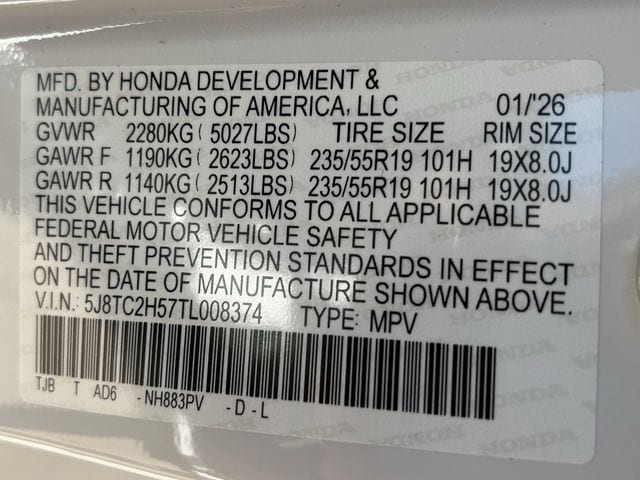 MFD. BY HONDA DEVELOPMENT &
MANUFACTURING OF AMERICA, LLC 01/'26
GVWR 2280KG (5027LBS) TIRE SIZE RIM SIZE
GAWR F 1190KG (2623LBS) 235/55R19 101H 19X8.0J
GAWR R 1140KG (2513LBS) 235/55R19 101H 19X8.0J
THIS VEHICLE CONFORMS TO ALL APPLICABLE
FEDERAL MOTOR VEHICLE SAFETY
AND THEFT PREVENTION STANDARDS IN EFFECT
ON THE DATE OF MANUFACTURE SHOWN ABOVE.
V.I.N.: 5J8TC2H57TL008374 TYPE: MPV
TJB T AD6 -NH883PV -D-L